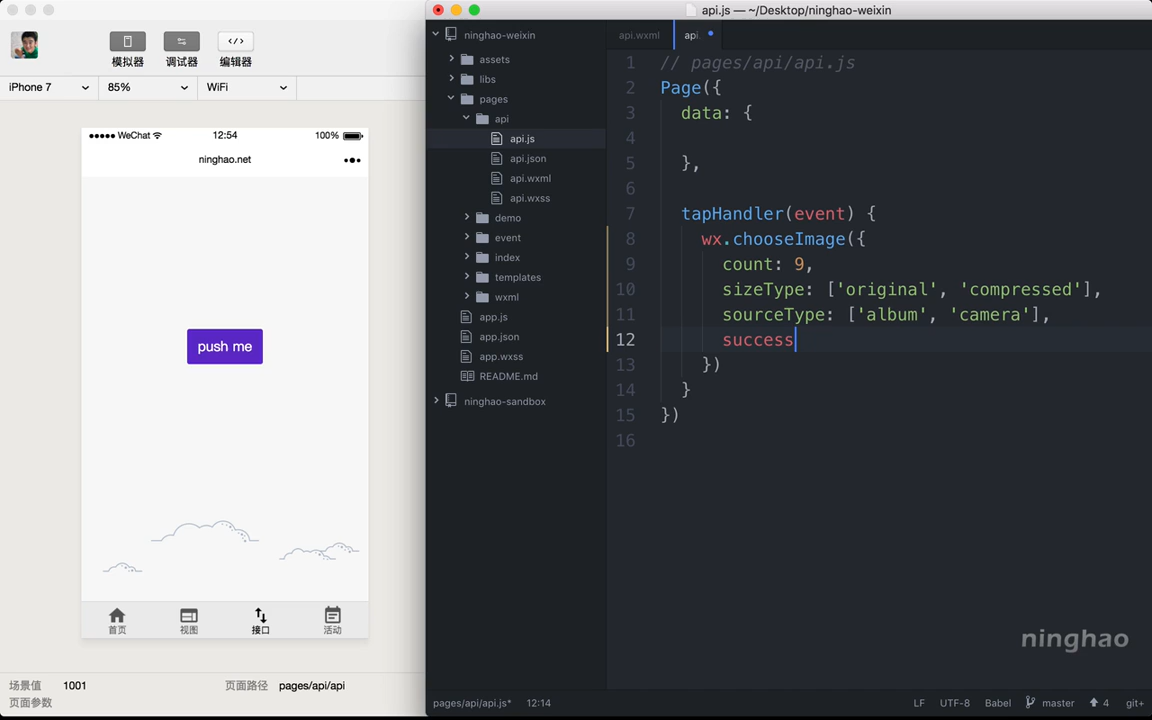 api.js — ~/Desktop/ninghao-weixin
模拟器
调试器
编辑器
iPhone 7
85%
WiFi
WeChat
12:54
100%
ninghao.net
push me
首页
视图
接口
活动
场景值
1001
页面路径
pages/api/api
页面参数
ninghao-weixin
assets
libs
pages
api
api.js
api.json
api.wxml
api.wxss
demo
event
index
templates
wxml
app.js
app.json
app.wxss
README.md
ninghao-sandbox
api.wxml
api.
1 // pages/api/api.js
2 Page({
3 data: {
4
5 },
6
7 tapHandler(event) {
8 wx.chooseImage({
9 count: 9,
10 sizeType: ['original', 'compressed'],
11 sourceType: ['album', 'camera'],
12 success
13 })
14 }
15 })
16
ninghao
pages/api/api.js*
12:14
LF
UTF-8
Babel
master
4
git+